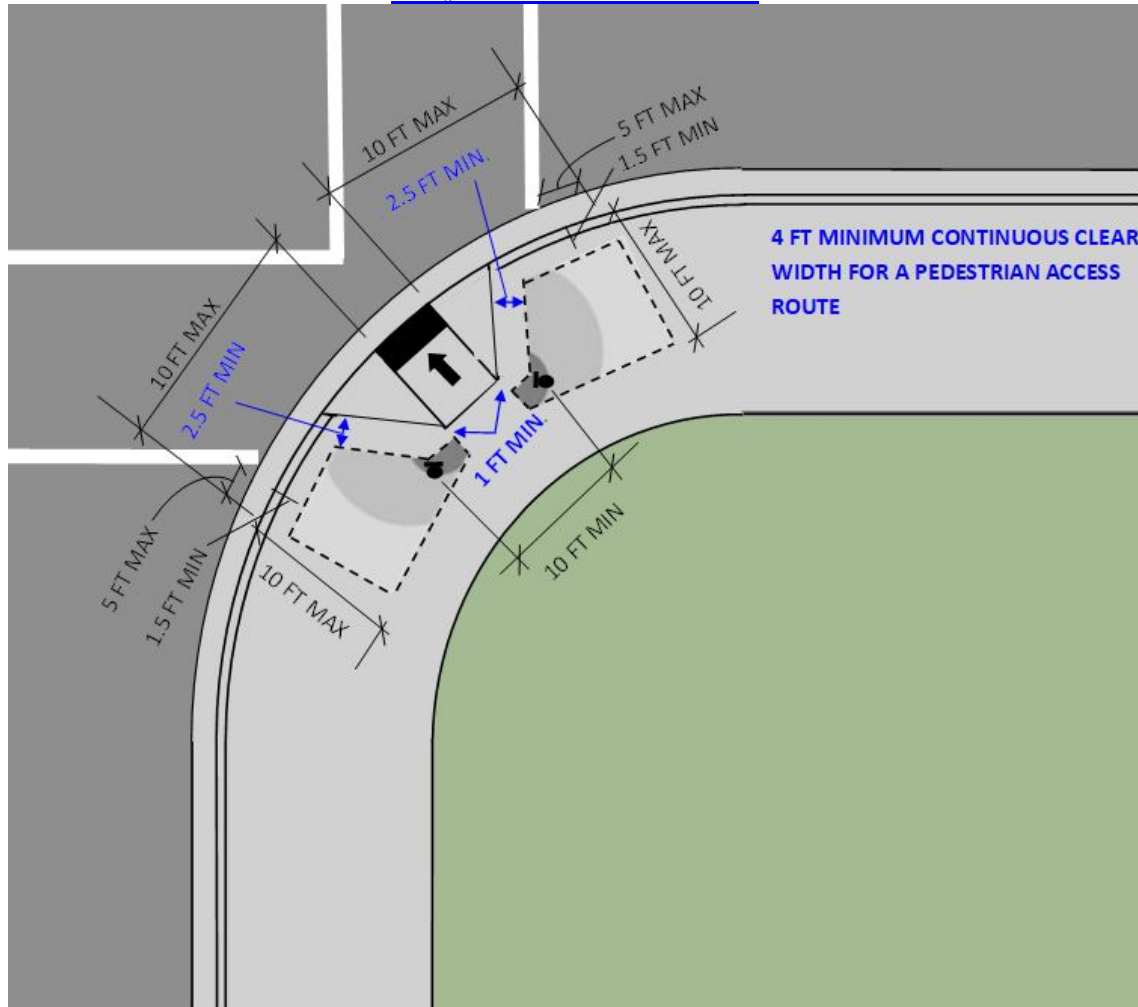 10 FT MAX
5 FT MAX
1.5 FT MIN
2.5 FT MIN.
10 FT MAX
4 FT MINIMUM CONTINUOUS CLEAR
WIDTH FOR A PEDESTRIAN ACCESS
ROUTE
10 FT MAX
2.5 FT MIN
1 FT MIN.
10 FT MIN
5 FT MAX
1.5 FT MIN
10 FT MAX